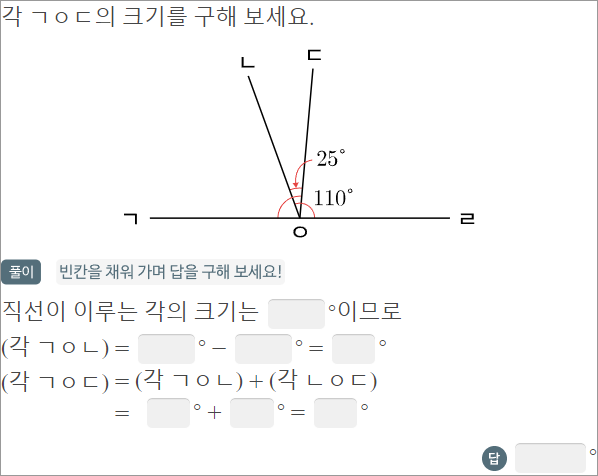 각 ㄱㅇㄷ의 크기를 구해 보세요.
ㄴ ㄷ
25°
110°
ㄱ ㅇ ㄹ
풀이 빈칸을 채워 가며 답을 구해 보세요!
직선이 이루는 각의 크기는 °이므로
(각 ㄱㅇㄴ) = ° − ° = °
(각 ㄱㅇㄷ) = (각 ㄱㅇㄴ) + (각 ㄴㅇㄷ)
= ° + ° = °
답 °